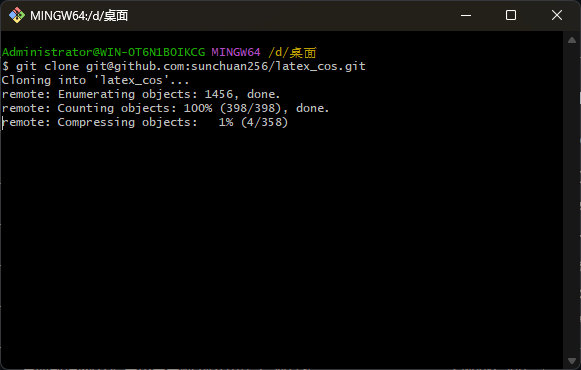 MINGW64:/d/桌面
Administrator@WIN-OT6N1BOIKCG MINGW64 /d/桌面
$ git clone git@github.com:sunchuan256/latex_cos.git
Cloning into 'latex_cos'...
remote: Enumerating objects: 1456, done.
remote: Counting objects: 100% (398/398), done.
remote: Compressing objects:   1% (4/358)